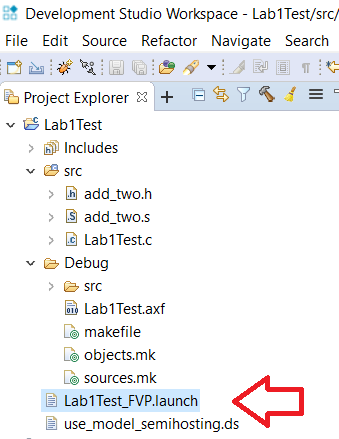 Development Studio Workspace - Lab1Test/src/
File Edit Source Refactor Navigate Search
Project Explorer
Lab1Test
Includes
src
add_two.h
add_two.s
Lab1Test.c
Debug
src
Lab1Test.axf
makefile
objects.mk
sources.mk
Lab1Test_FVP.launch
use_model_semihosting.ds